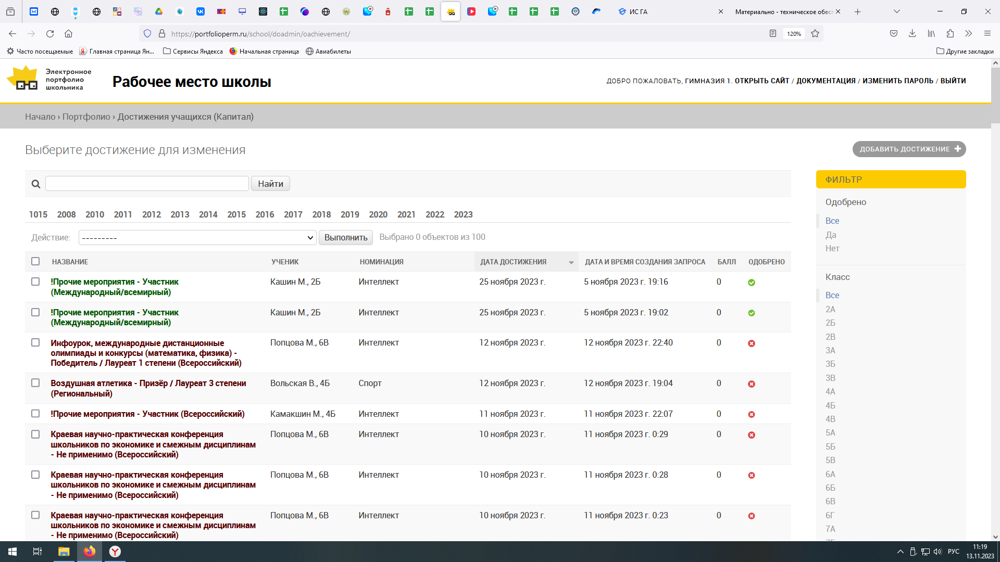 ИС ГА
Материально - техническое обесп
https://portfolioperm.ru/school/doadmin/oachievement/
120%
Часто посещаемые
Главная страница Ян...
Сервисы Яндекса
Начальная страница
Авиабилеты
Другие закладки
Электронное
портфолио
школьника
Рабочее место школы
ДОБРО ПОЖАЛОВАТЬ, ГИМНАЗИЯ 1. ОТКРЫТЬ САЙТ / ДОКУМЕНТАЦИЯ / ИЗМЕНИТЬ ПАРОЛЬ / ВЫЙТИ
Начало › Портфолио › Достижения учащихся (Капитал)
Выберите достижение для изменения
ДОБАВИТЬ ДОСТИЖЕНИЕ
Найти
1015 2008 2010 2011 2012 2013 2014 2015 2016 2017 2018 2019 2020 2021 2022 2023
Действие: --------- Выполнить Выбрано 0 объектов из 100
НАЗВАНИЕ УЧЕНИК НОМИНАЦИЯ ДАТА ДОСТИЖЕНИЯ ДАТА И ВРЕМЯ СОЗДАНИЯ ЗАПРОСА БАЛЛ ОДОБРЕНО
!Прочие мероприятия - Участник
(Международный/всемирный)
Кашин М., 2Б Интеллект 25 ноября 2023 г. 5 ноября 2023 г. 19:16 0
!Прочие мероприятия - Участник
(Международный/всемирный)
Кашин М., 2Б Интеллект 25 ноября 2023 г. 5 ноября 2023 г. 19:02 0
Инфоурок, международные дистанционные
олимпиады и конкурсы (математика, физика) -
Победитель / Лауреат 1 степени (Всероссийский)
Попцова М., 6В Интеллект 12 ноября 2023 г. 12 ноября 2023 г. 22:40 0
Воздушная атлетика - Призёр / Лауреат 3 степени
(Региональный)
Вольская В., 4Б Спорт 12 ноября 2023 г. 12 ноября 2023 г. 19:04 0
!Прочие мероприятия - Участник (Всероссийский)
Камакшин М., 4Б Интеллект 11 ноября 2023 г. 11 ноября 2023 г. 22:07 0
Краевая научно-практическая конференция
школьников по экономике и смежным дисциплинам
- Не применимо (Всероссийский)
Попцова М., 6В Интеллект 10 ноября 2023 г. 11 ноября 2023 г. 0:29 0
Краевая научно-практическая конференция
школьников по экономике и смежным дисциплинам
- Не применимо (Всероссийский)
Попцова М., 6В Интеллект 10 ноября 2023 г. 11 ноября 2023 г. 0:28 0
Краевая научно-практическая конференция
школьников по экономике и смежным дисциплинам
- Не применимо (Всероссийский)
Попцова М., 6В Интеллект 10 ноября 2023 г. 11 ноября 2023 г. 0:23 0
ФИЛЬТР
Одобрено
Все
Да
Нет
Класс
Все
2А
2Б
2В
3А
3Б
3В
4А
4Б
4В
5А
5Б
5В
6А
6Б
6В
6Г
7А
РУС
11:19
13.11.2023